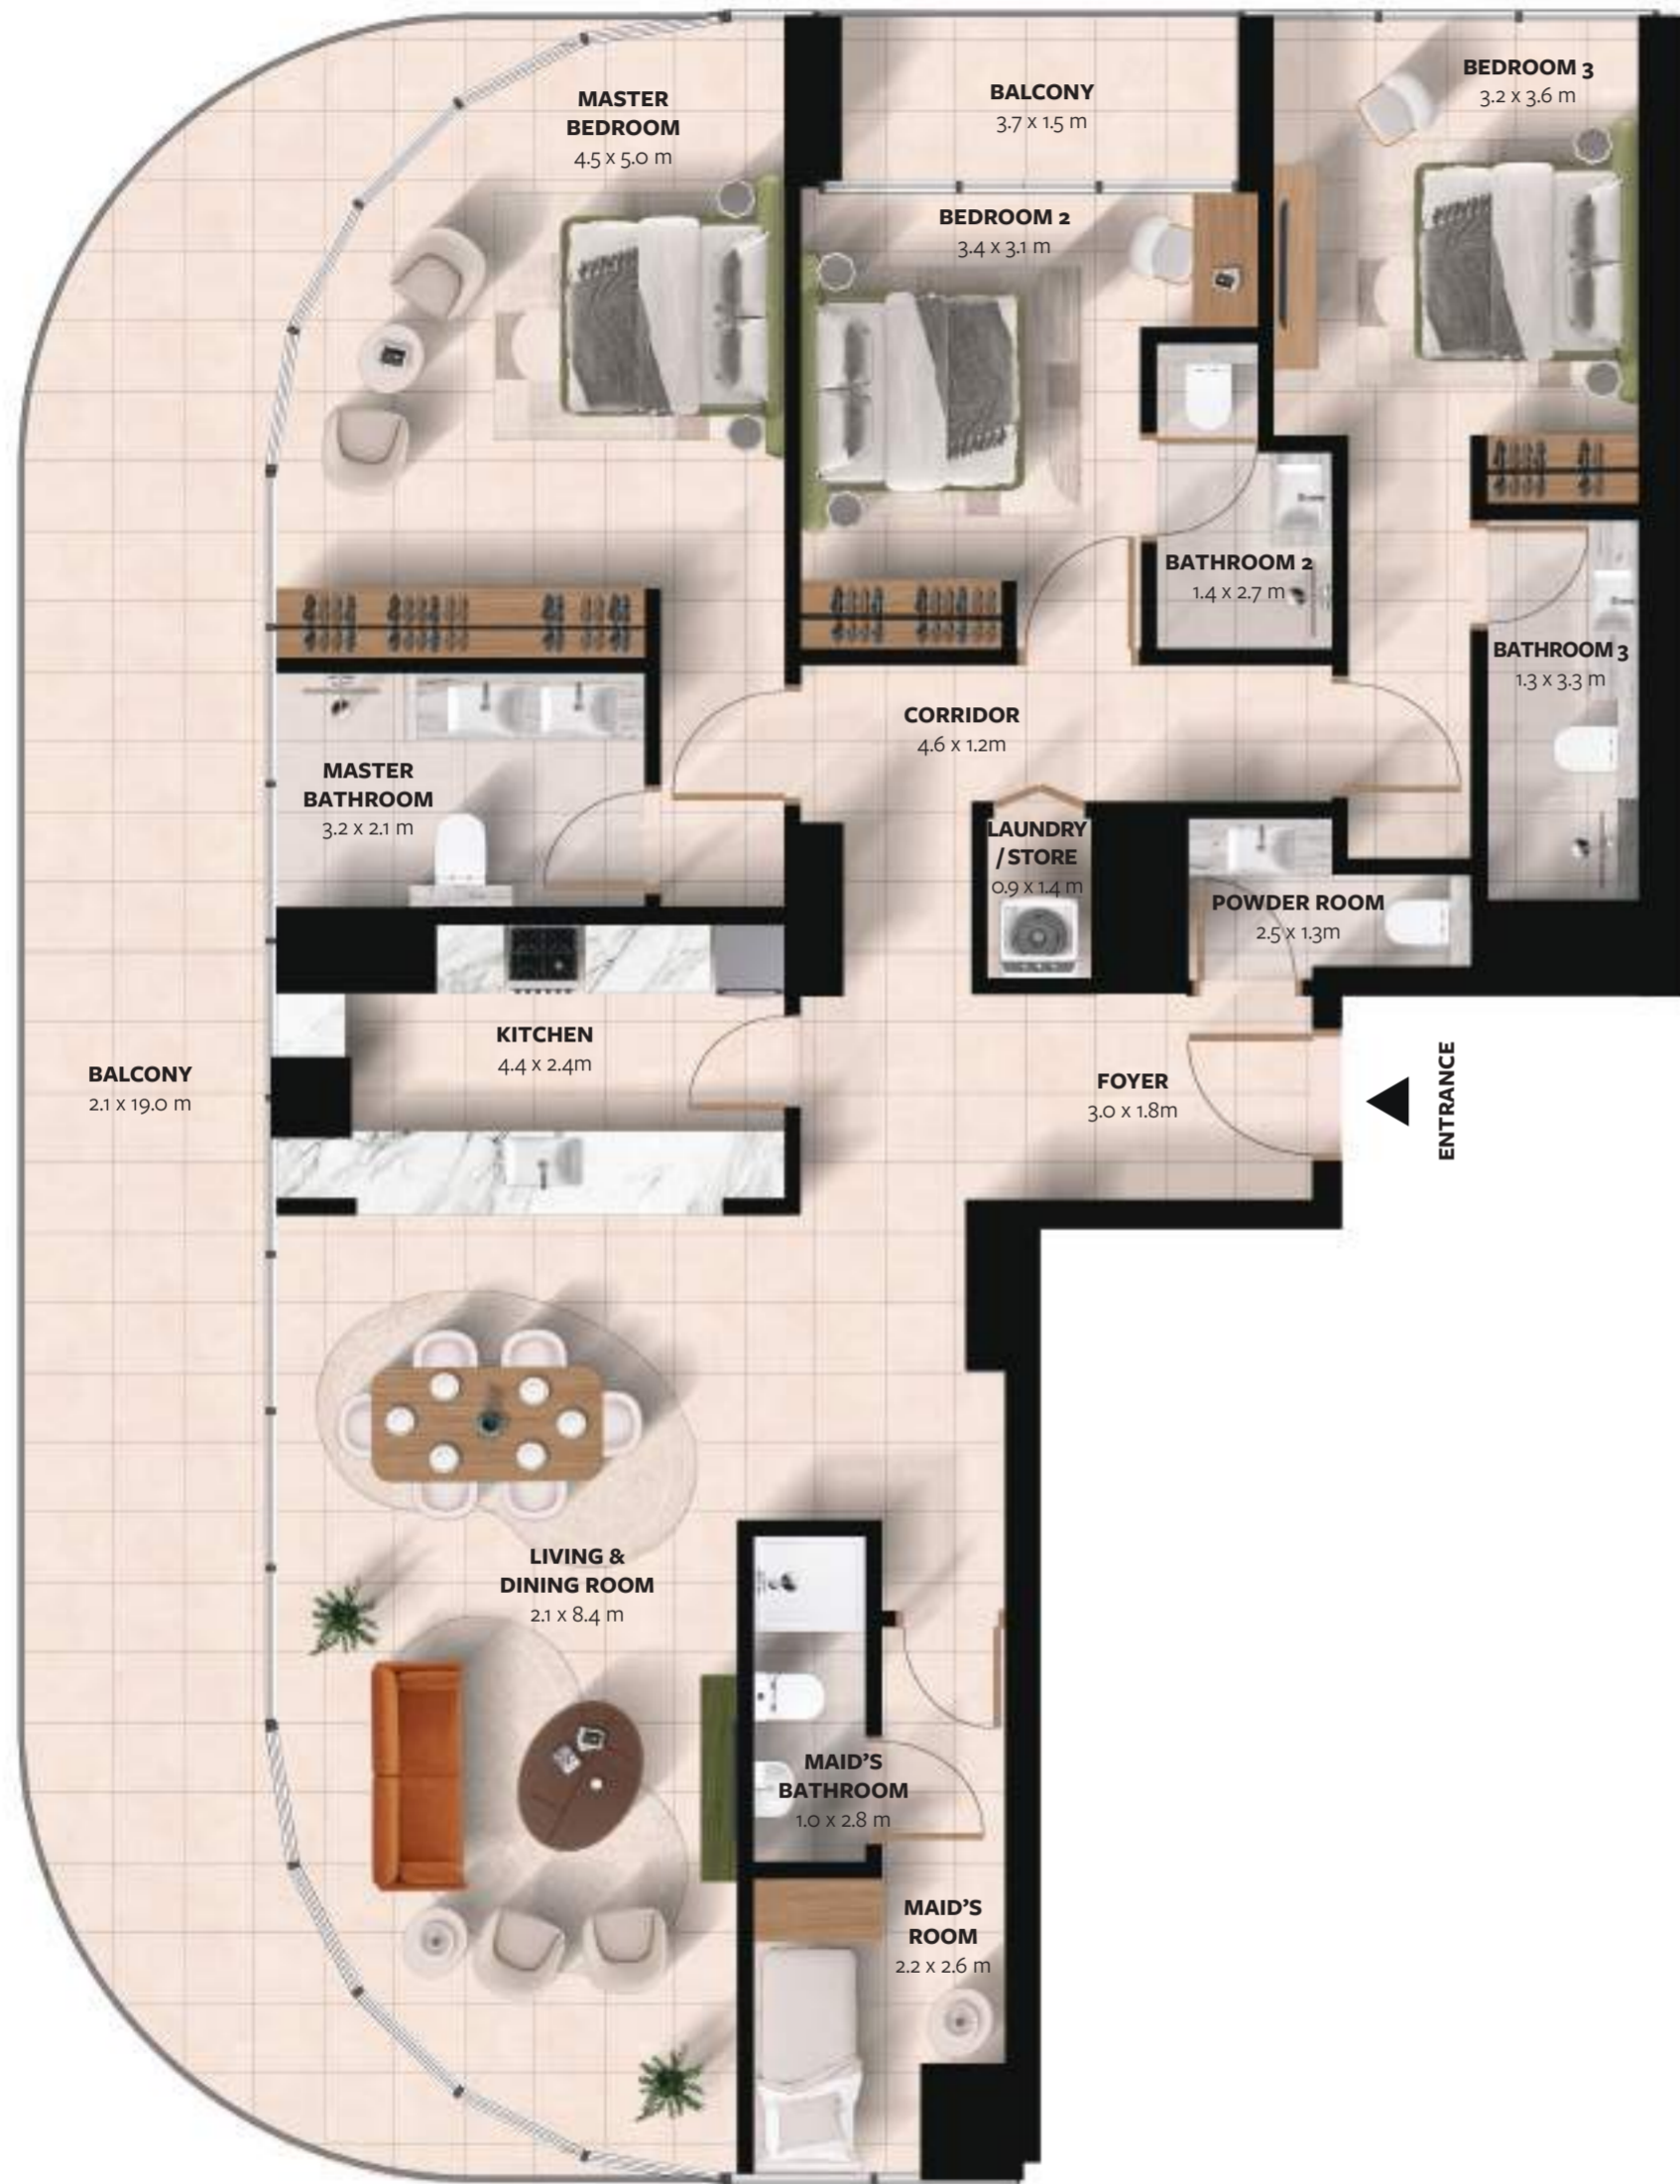 MASTER
BEDROOM
4.5 x 5.0 m
BALCONY
3.7 x 1.5 m
BEDROOM 3
3.2 x 3.6 m
BEDROOM 2
3.4 x 3.1 m
BATHROOM 2
1.4 x 2.7 m
BATHROOM 3
1.3 x 3.3 m
CORRIDOR
4.6 x 1.2m
MASTER
BATHROOM
3.2 x 2.1 m
LAUNDRY
/ STORE
0.9 x 1.4 m
POWDER ROOM
2.5 x 1.3m
KITCHEN
4.4 x 2.4m
BALCONY
2.1 x 19.0 m
FOYER
3.0 x 1.8m
ENTRANCE
LIVING &
DINING ROOM
2.1 x 8.4 m
MAID'S
BATHROOM
1.0 x 2.8 m
MAID'S
ROOM
2.2 x 2.6 m